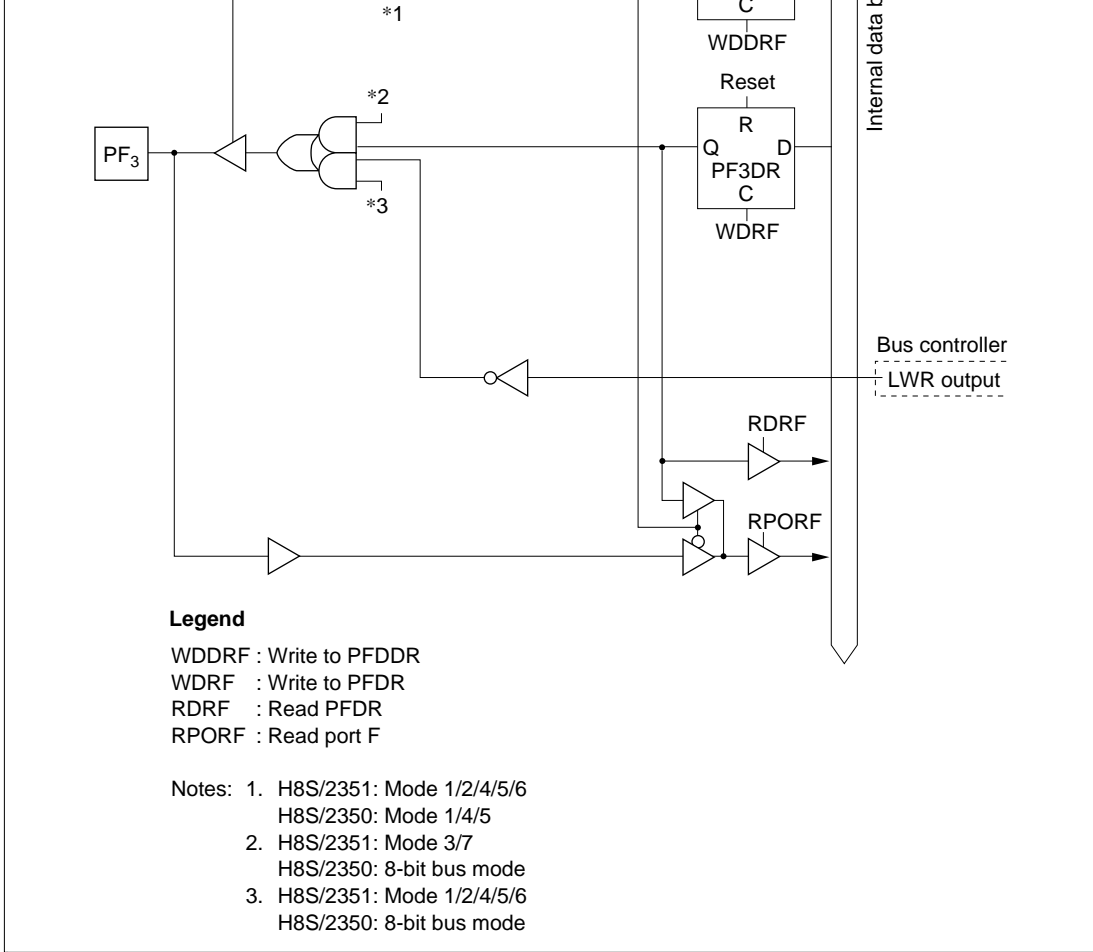 C
*1
WDDRF
Internal data b
Reset
*2
R
PF3
Q D
PF3DR
C
*3
WDRF
Bus controller
LWR output
RDRF
RPORF
Legend
WDDRF : Write to PFDDR
WDRF : Write to PFDR
RDRF : Read PFDR
RPORF : Read port F
Notes: 1. H8S/2351: Mode 1/2/4/5/6
H8S/2350: Mode 1/4/5
2. H8S/2351: Mode 3/7
H8S/2350: 8-bit bus mode
3. H8S/2351: Mode 1/2/4/5/6
H8S/2350: 8-bit bus mode